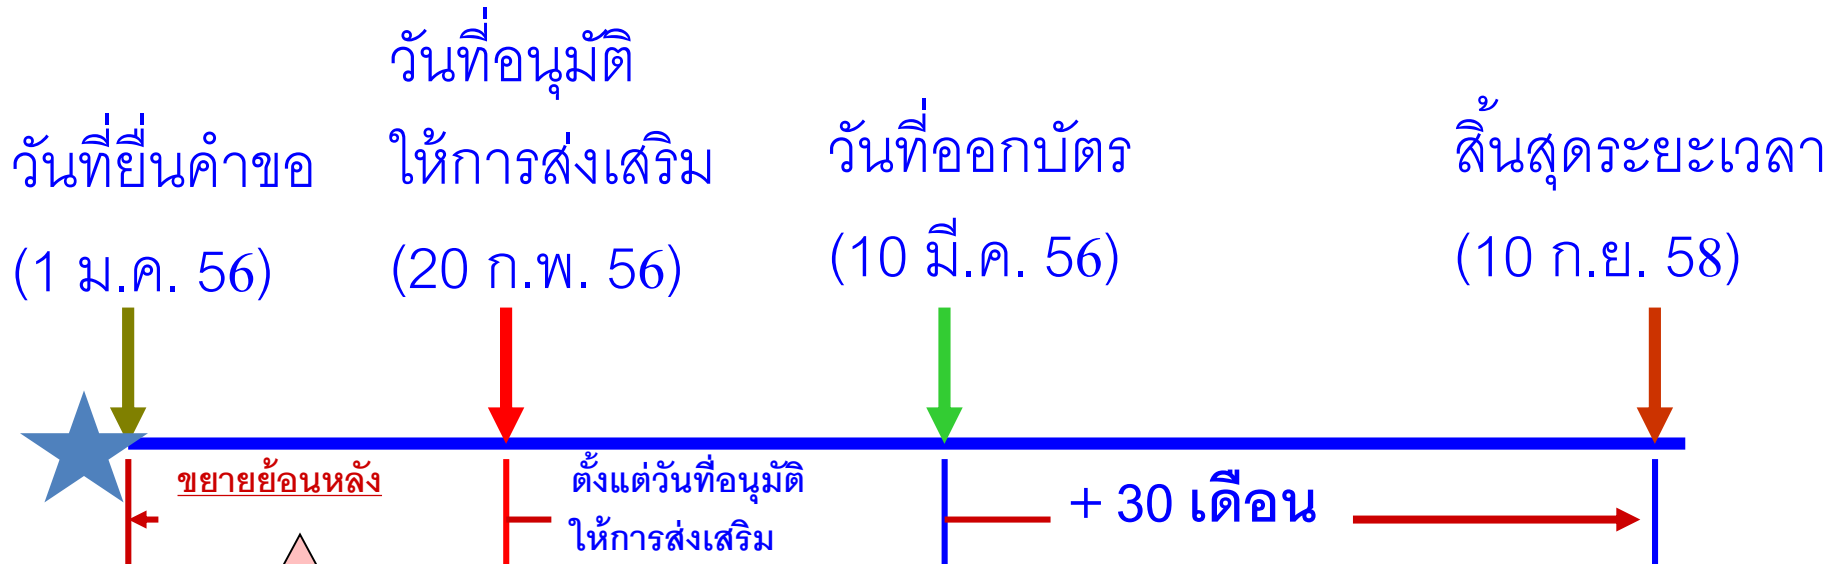 วันที่ยื่นคำขอ
(1 ม.ค. 56)
วันที่อนุมัติ
ให้การส่งเสริม
(20 ก.พ. 56)
วันที่ออกบัตร
(10 มี.ค. 56)
สิ้นสุดระยะเวลา
(10 ก.ย. 58)
ขยายย้อนหลัง
ตั้งแต่วันที่อนุมัติ
ให้การส่งเสริม
+ 30 เดือน